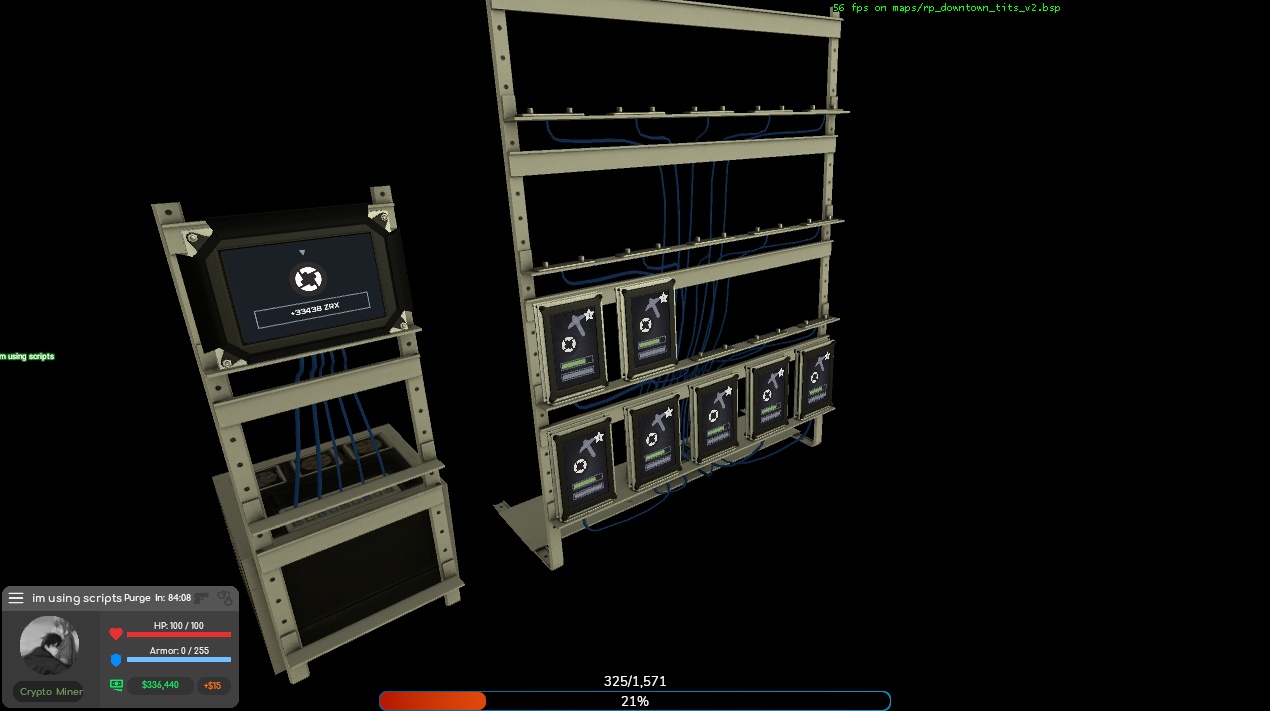 56 fps on maps/rp_downtown_tits_v2.bsp
+33438 ZRX
m using scripts
im using scripts Purge In: 84:08
HP: 100 / 100
Armor: 0 / 255
$336,440
+$15
Crypto Miner
325/1,571
21%